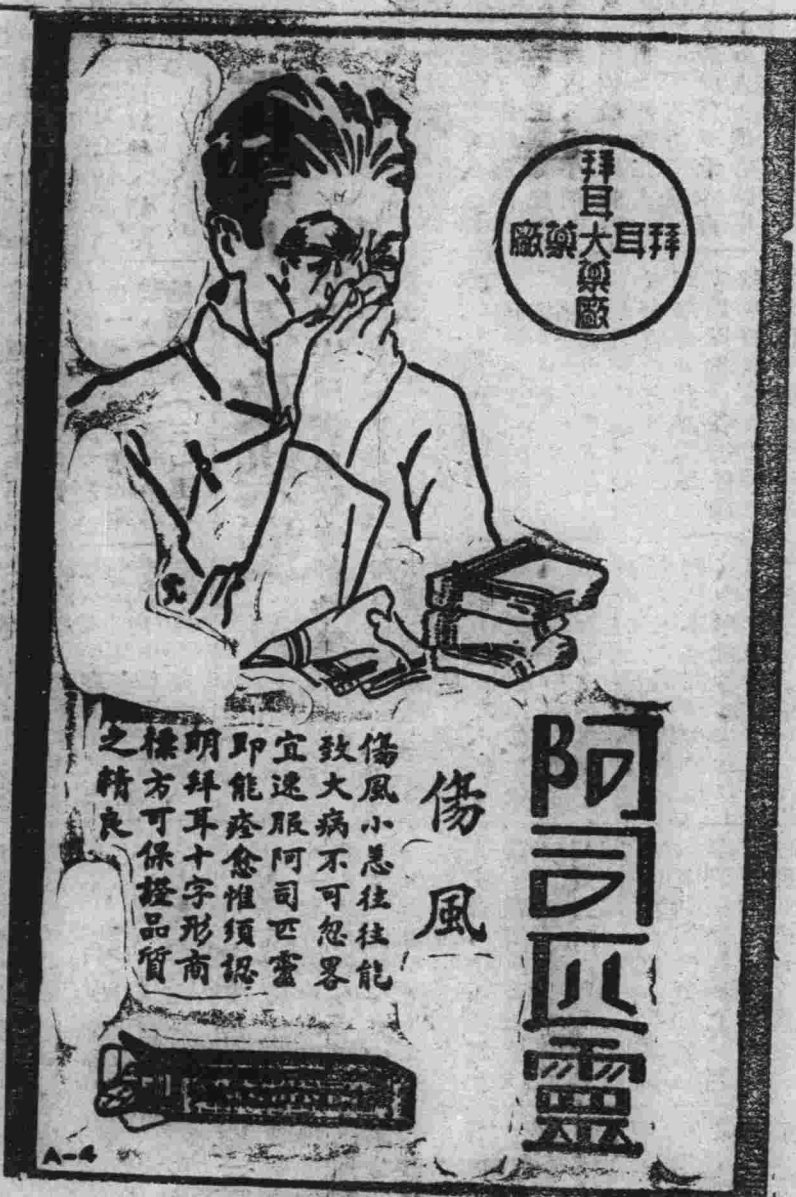 拜耳大藥廠
拜耳大藥廠
阿司匹靈
傷風
傷風小恙往往能
致大病不可忽畧
宜速服阿司匹靈
即能痊愈惟須認
明拜耳十字形商
標方可保證品質
之精良
A-4